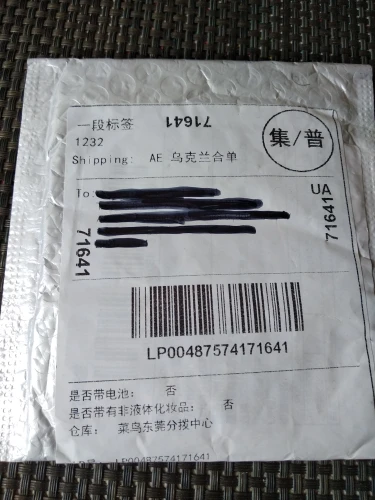 一段标签
71641
集/普
1232
Shipping: AE 乌克兰合单
To:
UA
71641
71641
LP00487574171641
是否带电池: 否
是否带有非液体化妆品: 否
仓库: 菜鸟东莞分拨中心
LP00487574171641